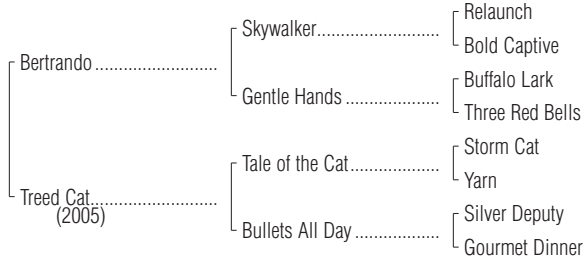 Relaunch
Skywalker....................................
Bold Captive
Bertrando ..........................
Buffalo Lark
Gentle Hands ....................
Three Red Bells
Storm Cat
Tale of the Cat...................
Yarn
Treed Cat...........................
(2005)
Silver Deputy
Bullets All Day ..................
Gourmet Dinner